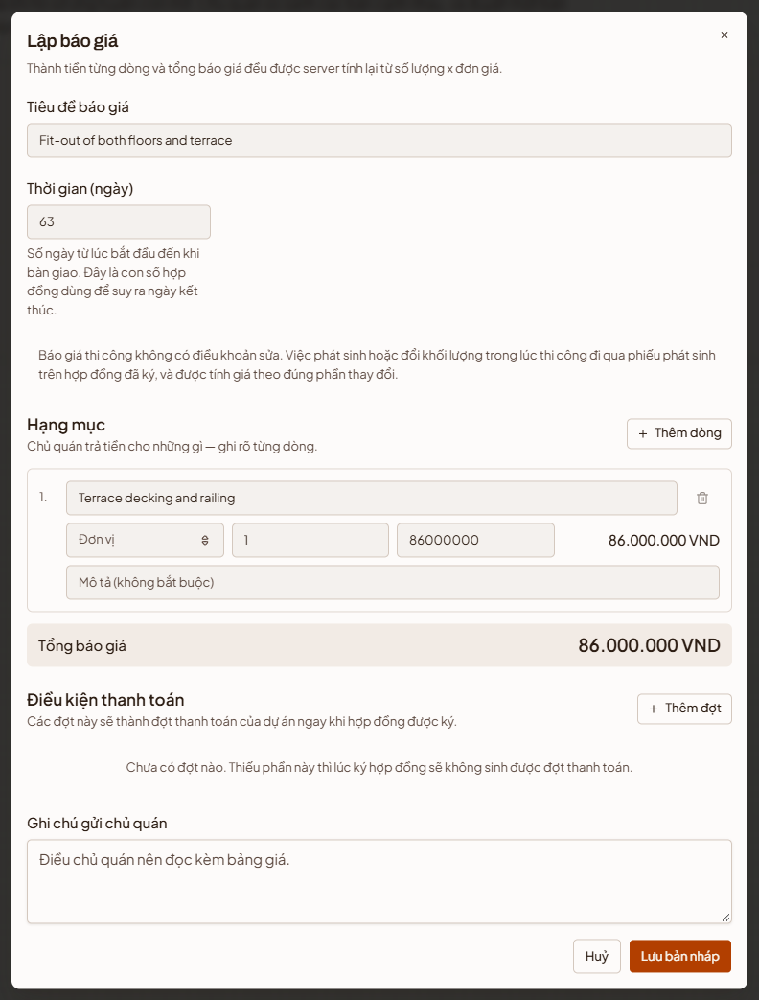 Lập báo giá
×
Thành tiền từng dòng và tổng báo giá đều được server tính lại từ số lượng x đơn giá.
Tiêu đề báo giá
Fit-out of both floors and terrace
Thời gian (ngày)
63
Số ngày từ lúc bắt đầu đến khi
bàn giao. Đây là con số hợp
đồng dùng để suy ra ngày kết
thúc.
Báo giá thi công không có điều khoản sửa. Việc phát sinh hoặc đổi khối lượng trong lúc thi công đi qua phiếu phát sinh
trên hợp đồng đã ký, và được tính giá theo đúng phần thay đổi.
Hạng mục
Chủ quán trả tiền cho những gì — ghi rõ từng dòng.
+ Thêm dòng
1. Terrace decking and railing
Đơn vị 1 86000000 86.000.000 VND
Mô tả (không bắt buộc)
Tổng báo giá 86.000.000 VND
Điều kiện thanh toán
Các đợt này sẽ thành đợt thanh toán của dự án ngay khi hợp đồng được ký.
+ Thêm đợt
Chưa có đợt nào. Thiếu phần này thì lúc ký hợp đồng sẽ không sinh được đợt thanh toán.
Ghi chú gửi chủ quán
Điều chủ quán nên đọc kèm bảng giá.
Huỷ Lưu bản nháp